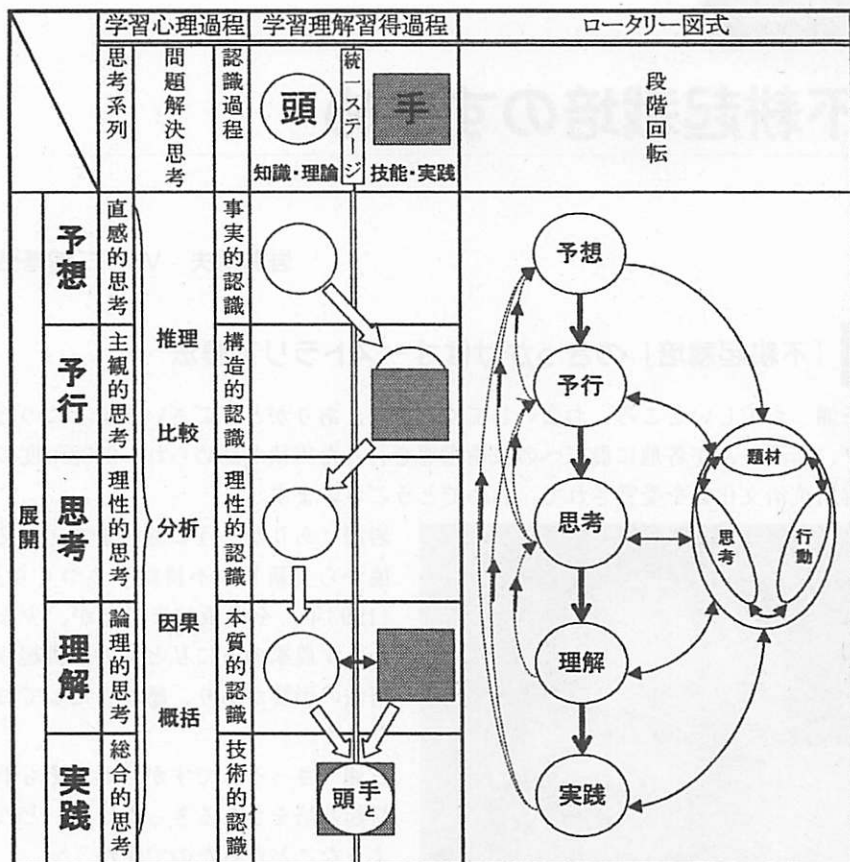 学習心理過程
学習理解習得過程
ロータリー図式
思考系列
問題解決思考
認識過程
頭
統一ステージ
手
知識・理論
技能・実践
段階回転
展開
予想
直感的思考
事実的認識
予行
主観的思考
構造的認識
思考
理性的思考
理性的認識
理解
論理的思考
本質的認識
実践
総合的思考
技術的認識
推理
比較
分析
因果
概括
頭
手と
予想
予行
思考
理解
実践
題材
思考
行動